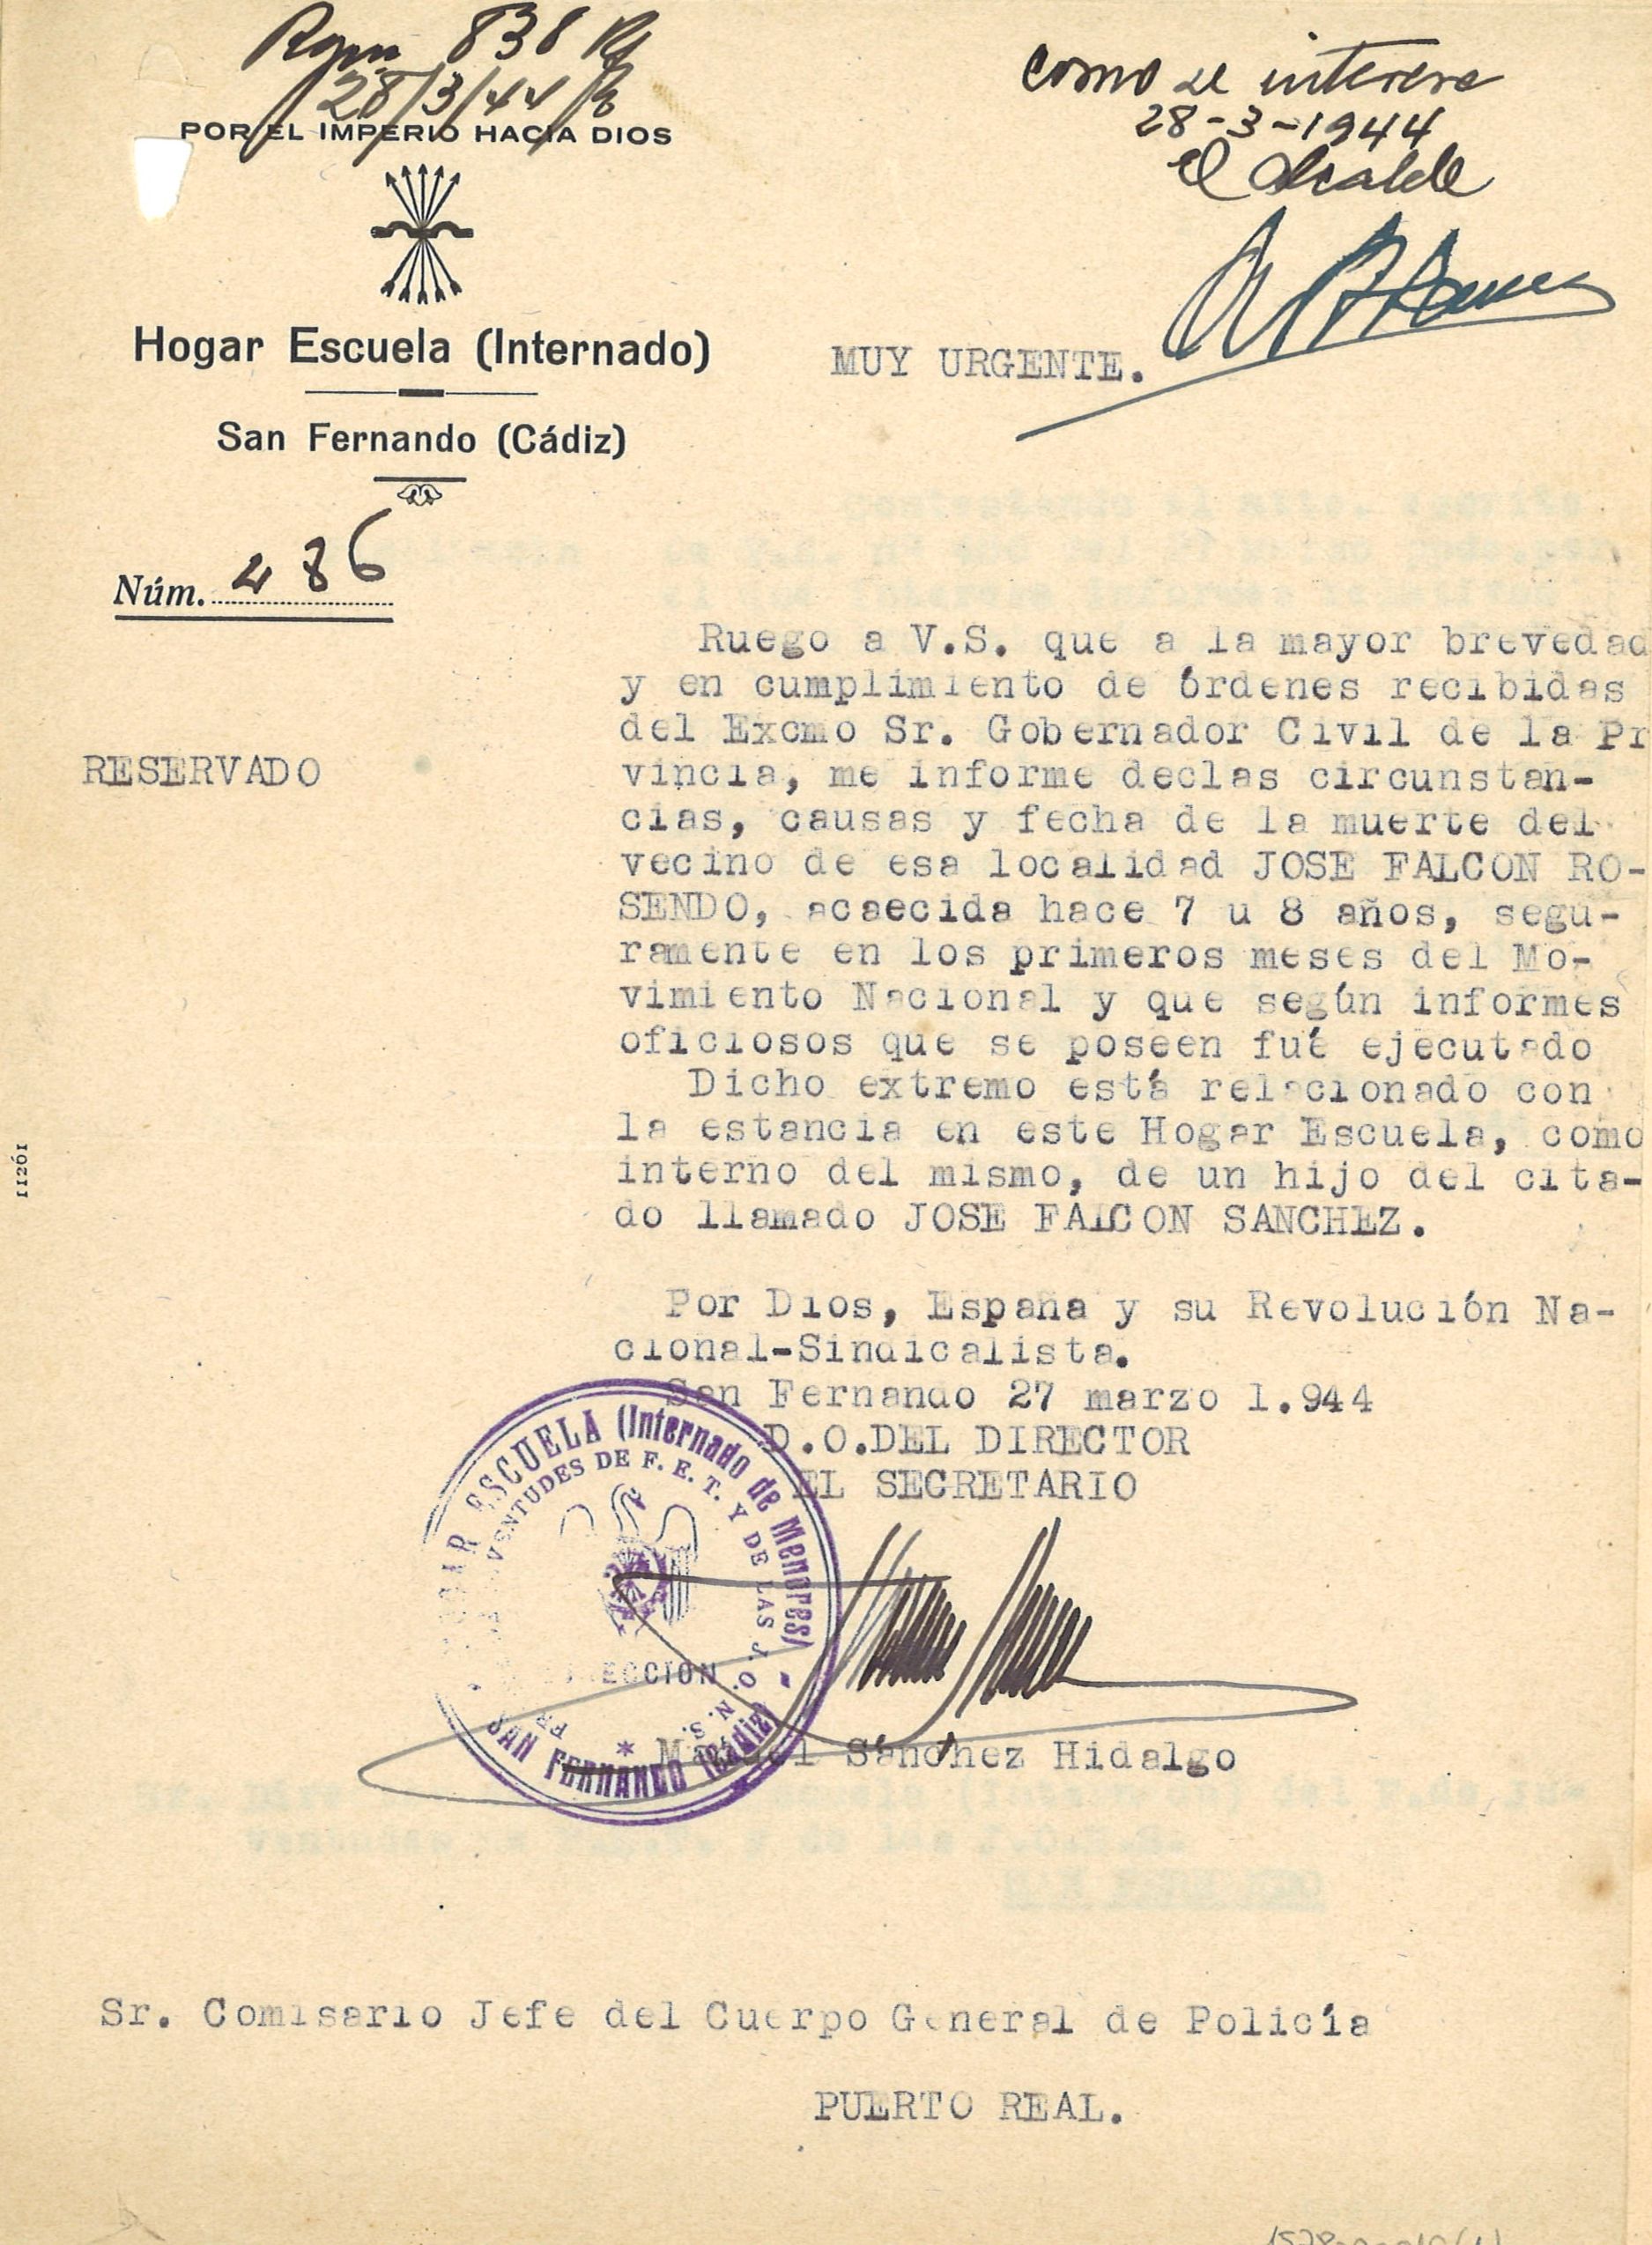 838
28/3/44
como se interesa
28-3-1944
el Alcalde
POR EL IMPERIO HACIA DIOS
Hogar Escuela (Internado)
San Fernando (Cádiz)
MUY URGENTE.
Núm. 486
RESERVADO
Ruego a V.S. que a la mayor brevedad
y en cumplimiento de órdenes recibidas
del Excmo Sr. Gobernador Civil de la Pr
vincia, me informe declas circunstan-
cias, causas y fecha de la muerte del
vecino de esa localidad JOSE FALCON RO-
SENDO, acaecida hace 7 u 8 años, segu-
ramente en los primeros meses del Mo-
vimiento Nacional y que según informes
oficiosos que se poseen fué ejecutado
Dicho extremo está relacionado con
la estancia en este Hogar Escuela, como
interno del mismo, de un hijo del cita-
do llamado JOSE FALCON SANCHEZ.
Por Dios, España y su Revolución Na-
cional-Sindicalista.
San Fernando 27 marzo 1.944
D.O.DEL DIRECTOR
EL SECRETARIO
ESCUELA (Internado de Menores)
DE F. E. T. Y DE LAS J. O. N. S.
SAN FERNANDO (Cádiz)
Manuel Sánchez Hidalgo
Sr. Comisario Jefe del Cuerpo General de Policía
PUERTO REAL.
11261